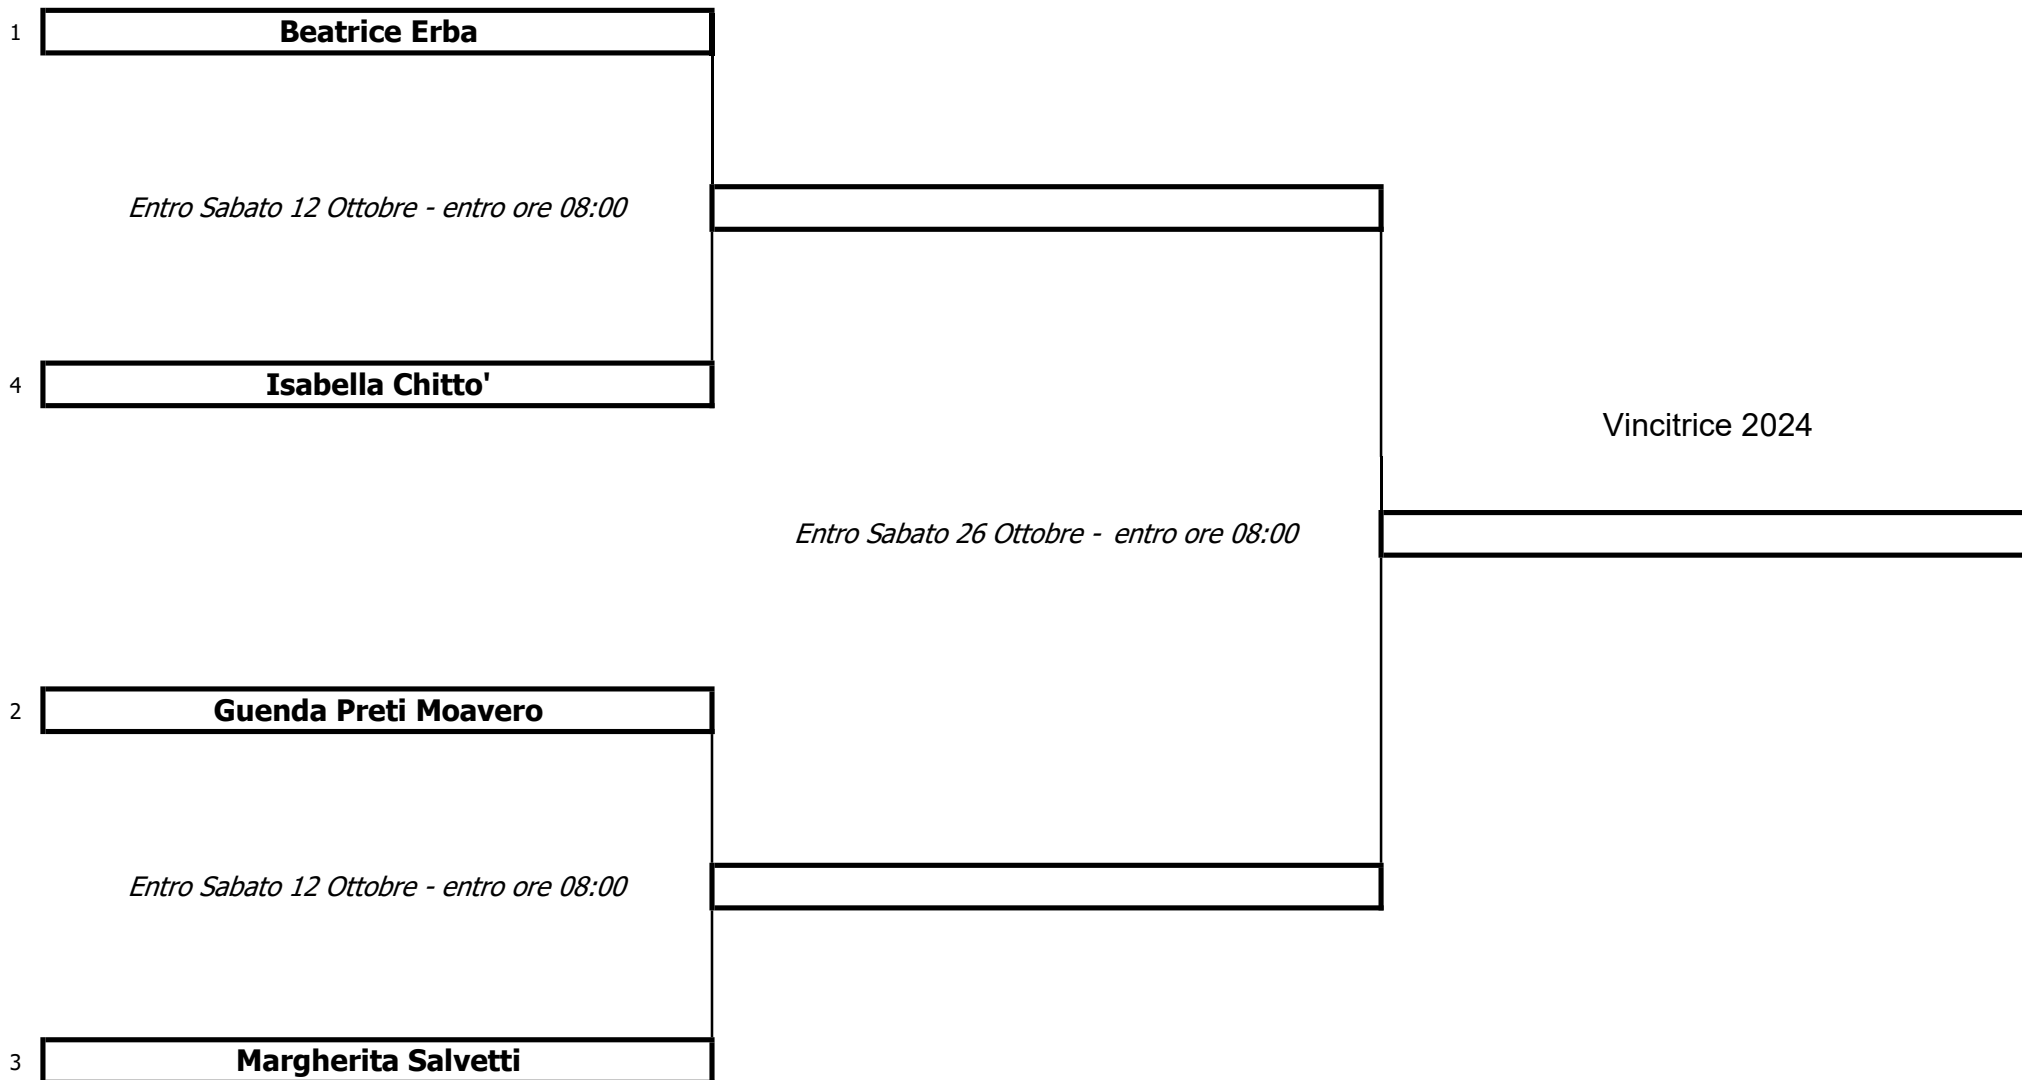 1 Beatrice Erba
Entro Sabato 12 Ottobre - entro ore 08:00
4 Isabella Chitto'
Vincitrice 2024
Entro Sabato 26 Ottobre - entro ore 08:00
2 Guenda Preti Moavero
Entro Sabato 12 Ottobre - entro ore 08:00
3 Margherita Salvetti